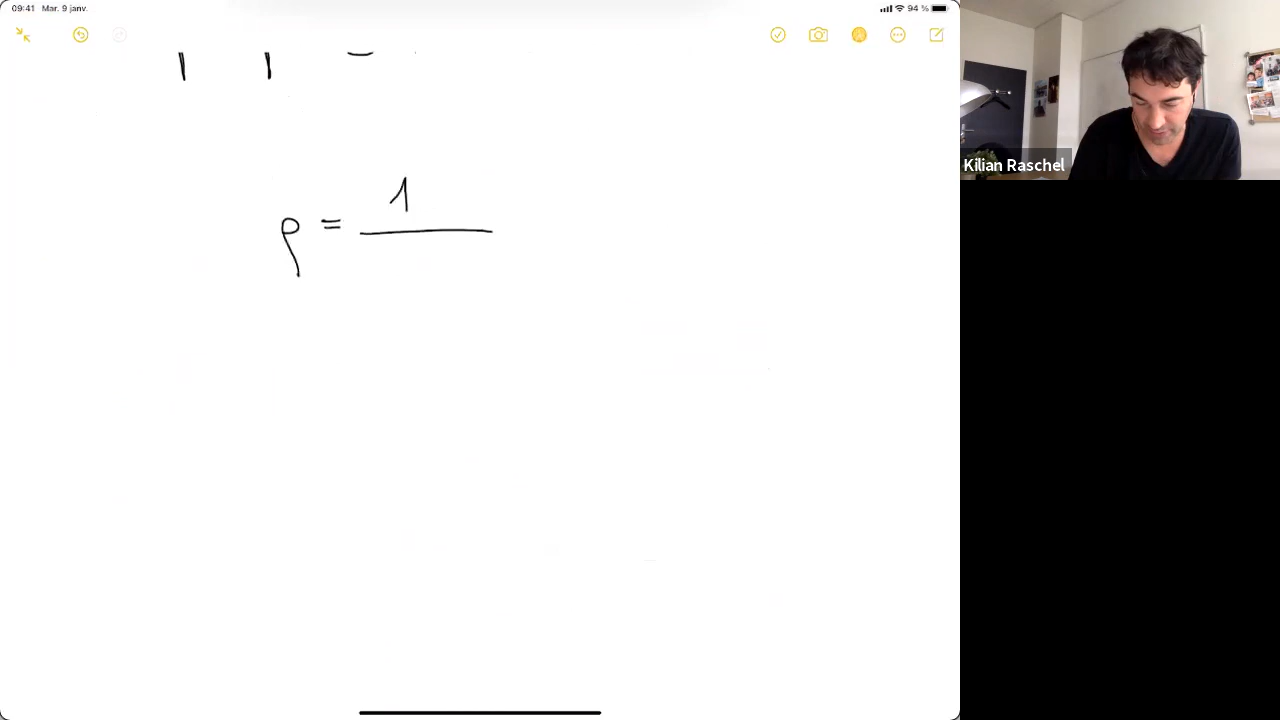 09:41 Mar. 9 janv. 94 %
1
ρ =
Kilian Raschel